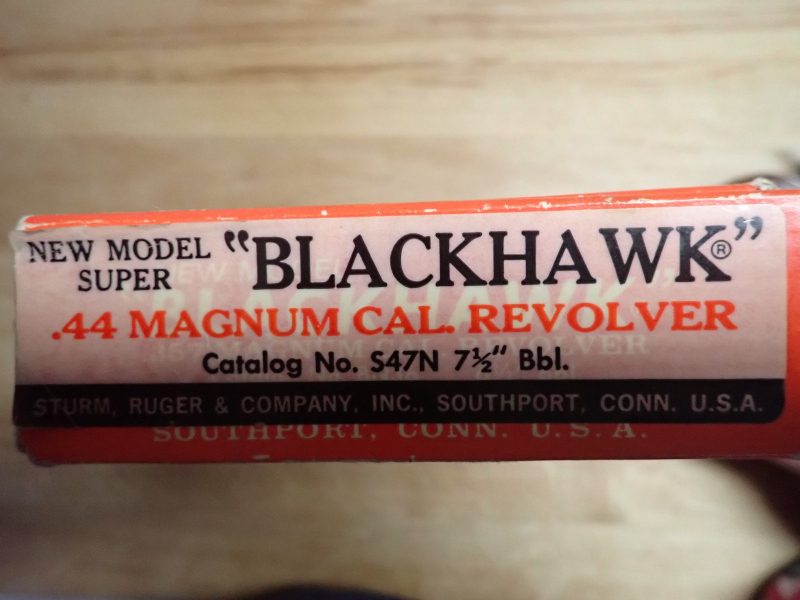 NEW MODEL SUPER "BLACKHAWK®"
.44 MAGNUM CAL. REVOLVER
Catalog No. S47N 7½" Bbl.
STURM, RUGER & COMPANY, INC., SOUTHPORT, CONN. U.S.A.
SOUTHPORT, CONN. U.S.A.